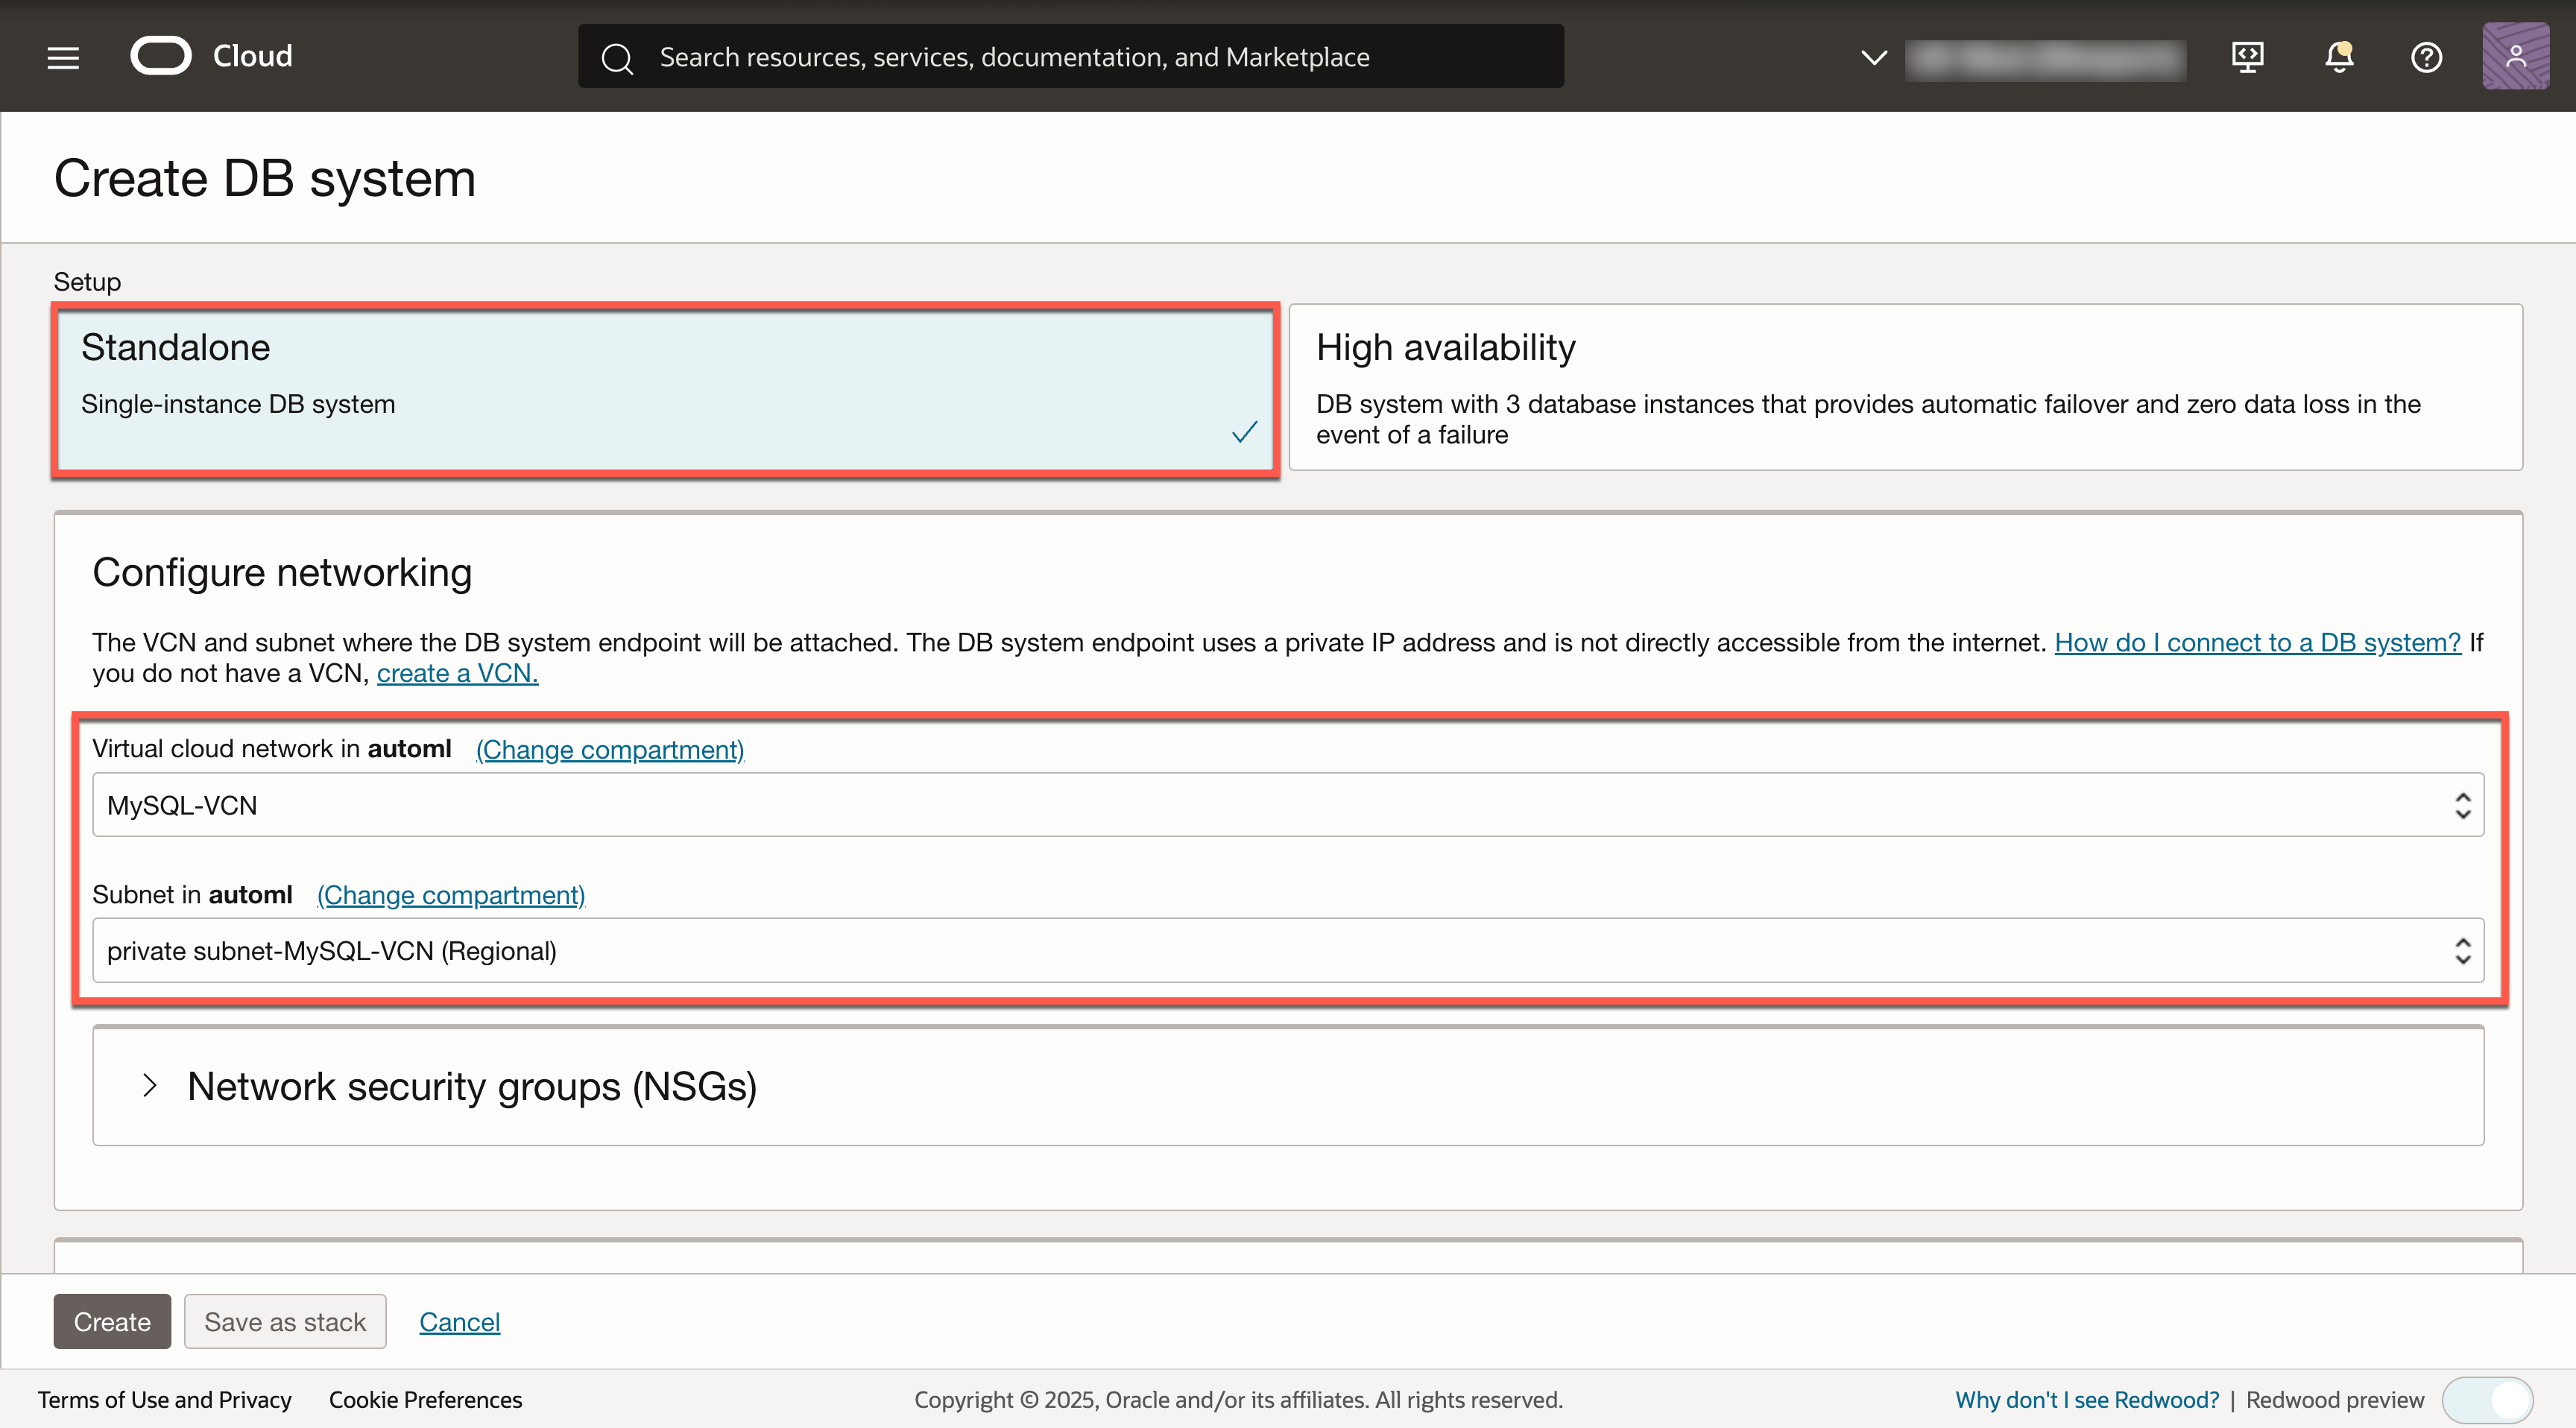 Cloud
Search resources, services, documentation, and Marketplace
Create DB system
Setup
Standalone
Single-instance DB system
High availability
DB system with 3 database instances that provides automatic failover and zero data loss in the
event of a failure
Configure networking
The VCN and subnet where the DB system endpoint will be attached. The DB system endpoint uses a private IP address and is not directly accessible from the internet. How do I connect to a DB system? If
you do not have a VCN, create a VCN.
Virtual cloud network in automl (Change compartment)
MySQL-VCN
Subnet in automl (Change compartment)
private subnet-MySQL-VCN (Regional)
Network security groups (NSGs)
Create Save as stack Cancel
Terms of Use and Privacy Cookie Preferences Copyright © 2025, Oracle and/or its affiliates. All rights reserved. Why don't I see Redwood? | Redwood preview